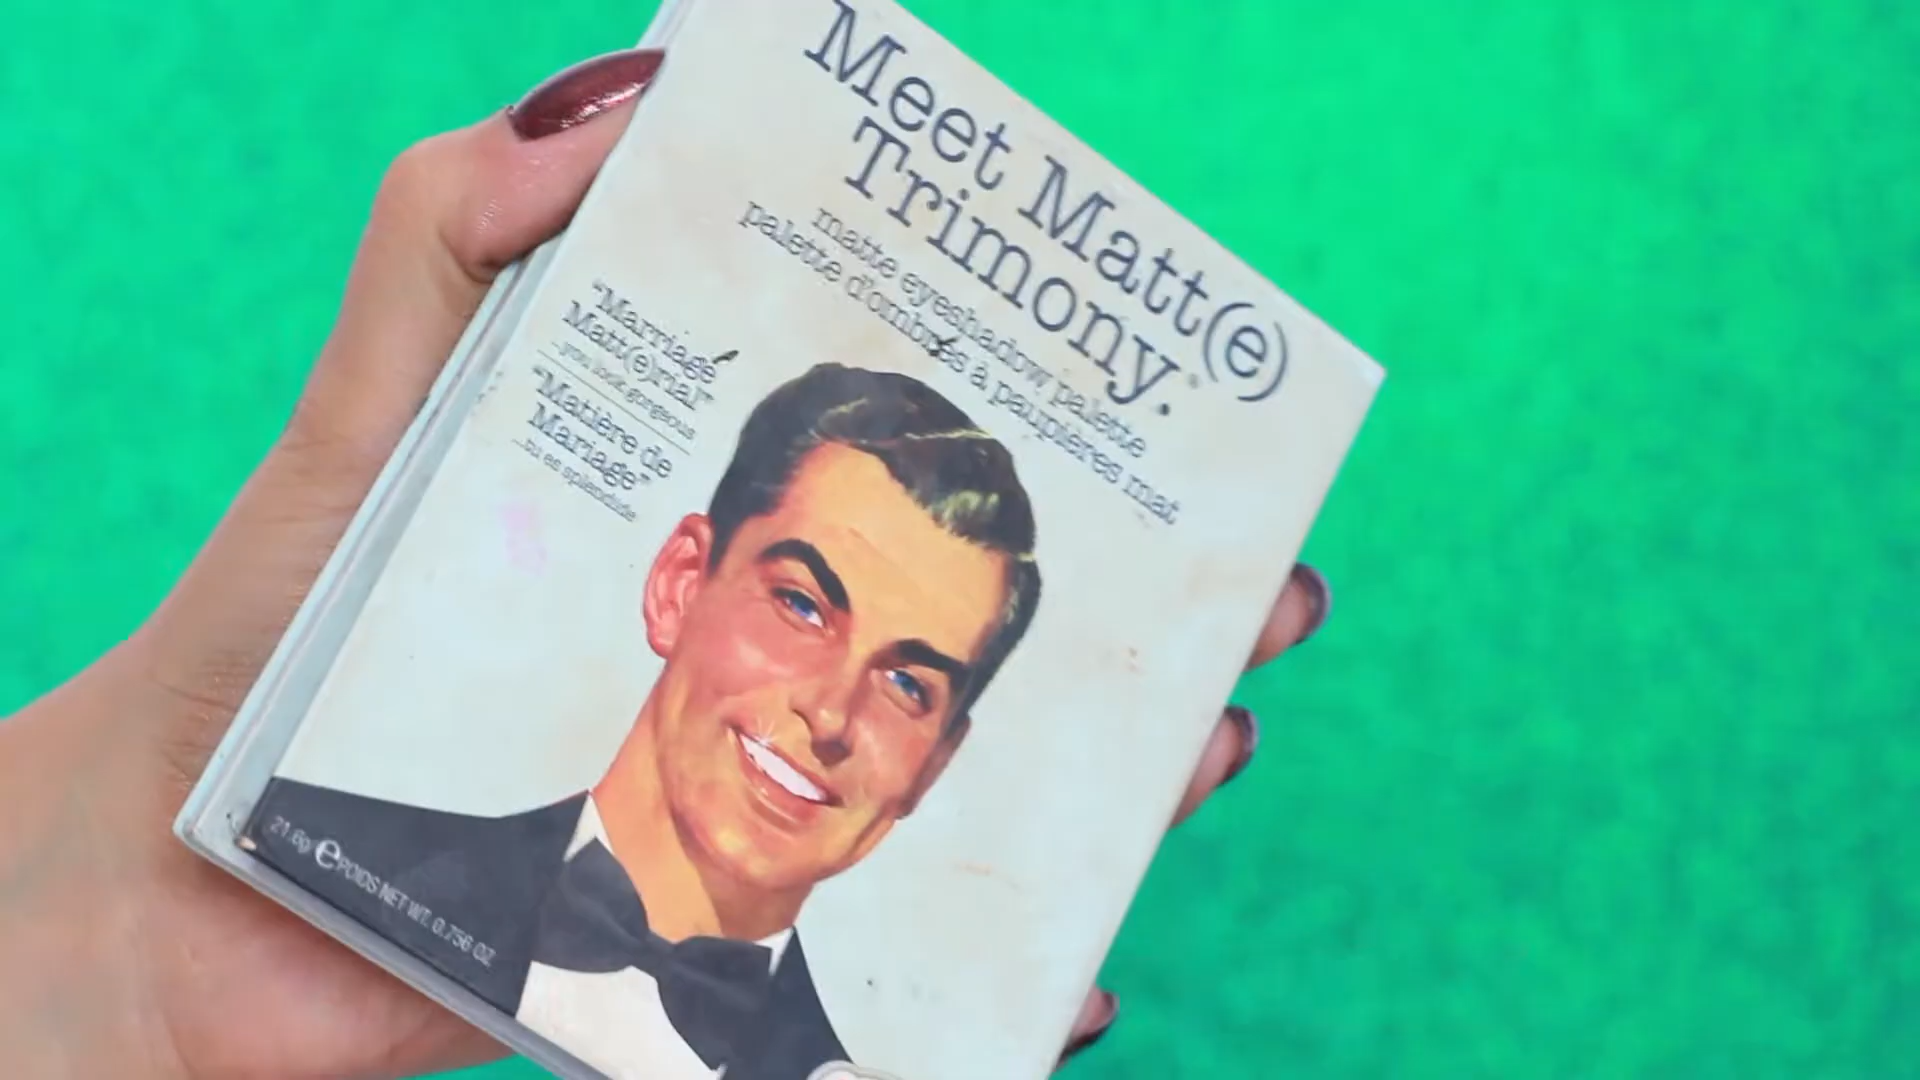 Meet Matt(e)
Trimony.
matte eyeshadow palette
palette d'ombres à paupières mat
"Marriage
Matt(e)rial"
...you look gorgeous
"Matière de
Mariage"
...tu es splendide
21.6g e POIDS NET WT. 0.756 OZ.